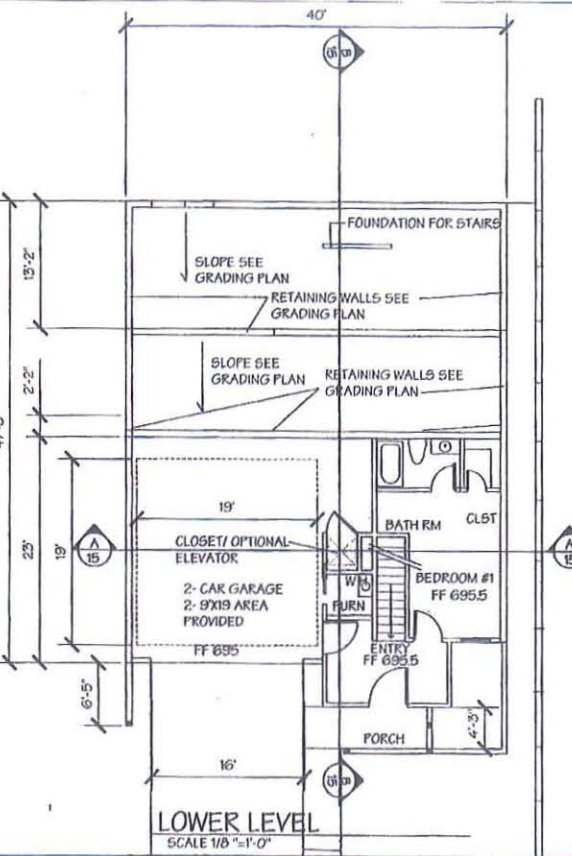 40'
B
15
FOUNDATION FOR STAIRS
13'-2"
SLOPE SEE
GRADING PLAN
RETAINING WALLS SEE
GRADING PLAN
2'-2"
SLOPE SEE
GRADING PLAN
RETAINING WALLS SEE
GRADING PLAN
23'
19'
19'
BATH RM
CLST
A
15
CLOSET/ OPTIONAL
ELEVATOR
A
15
BEDROOM #1
FF 695.5
2- CAR GARAGE
2- 9'X19 AREA
PROVIDED
FURN
FF 695
ENTRY
FF 695.5
6'-5"
4'-3"
PORCH
16'
B
15
LOWER LEVEL
SCALE 1/8 "=1'-0"